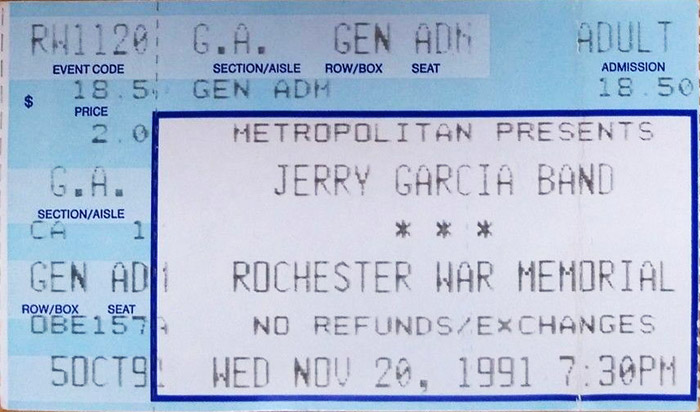 RW1120 G.A. GEN ADM ADULT
EVENT CODE SECTION/AISLE ROW/BOX SEAT ADMISSION
$ 18.5 GEN ADM 18.50
PRICE
2.0 METROPOLITAN PRESENTS
G.A. JERRY GARCIA BAND
SECTION/AISLE
CA 1 * * *
GEN ADM ROCHESTER WAR MEMORIAL
ROW/BOX SEAT
OBE157A NO REFUNDS/EXCHANGES
5OCT91 WED NOV 20, 1991 7:30PM